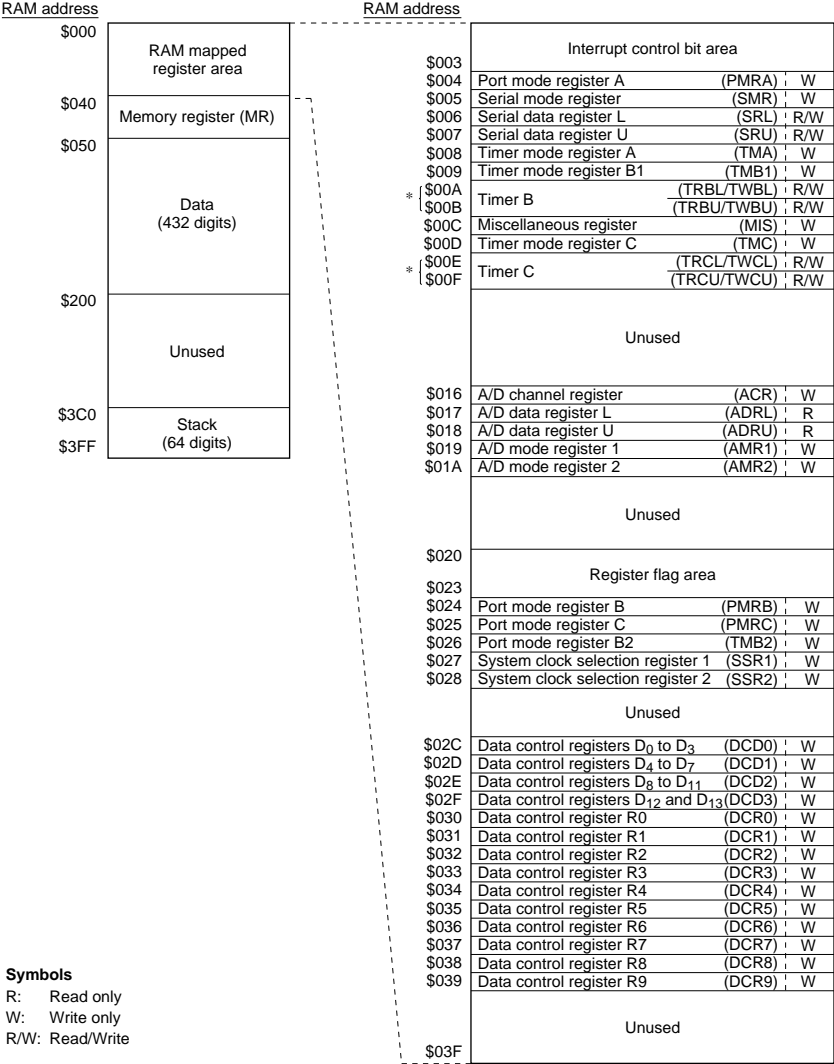 RAM address
$000
RAM mapped
register area
$040
Memory register (MR)
$050
Data
(432 digits)
$200
Unused
$3C0
Stack
(64 digits)
$3FF
RAM address
Interrupt control bit area
$003
$004 Port mode register A (PMRA) W
$005 Serial mode register (SMR) W
$006 Serial data register L (SRL) R/W
$007 Serial data register U (SRU) R/W
$008 Timer mode register A (TMA) W
$009 Timer mode register B1 (TMB1) W
* $00A Timer B (TRBL/TWBL) R/W
$00B (TRBU/TWBU) R/W
$00C Miscellaneous register (MIS) W
$00D Timer mode register C (TMC) W
* $00E Timer C (TRCL/TWCL) R/W
$00F (TRCU/TWCU) R/W
Unused
$016 A/D channel register (ACR) W
$017 A/D data register L (ADRL) R
$018 A/D data register U (ADRU) R
$019 A/D mode register 1 (AMR1) W
$01A A/D mode register 2 (AMR2) W
Unused
$020
Register flag area
$023
$024 Port mode register B (PMRB) W
$025 Port mode register C (PMRC) W
$026 Port mode register B2 (TMB2) W
$027 System clock selection register 1 (SSR1) W
$028 System clock selection register 2 (SSR2) W
Unused
$02C Data control registers D0 to D3 (DCD0) W
$02D Data control registers D4 to D7 (DCD1) W
$02E Data control registers D8 to D11 (DCD2) W
$02F Data control registers D12 and D13 (DCD3) W
$030 Data control register R0 (DCR0) W
$031 Data control register R1 (DCR1) W
$032 Data control register R2 (DCR2) W
$033 Data control register R3 (DCR3) W
$034 Data control register R4 (DCR4) W
$035 Data control register R5 (DCR5) W
$036 Data control register R6 (DCR6) W
$037 Data control register R7 (DCR7) W
$038 Data control register R8 (DCR8) W
$039 Data control register R9 (DCR9) W
Unused
$03F
Symbols
R: Read only
W: Write only
R/W: Read/Write